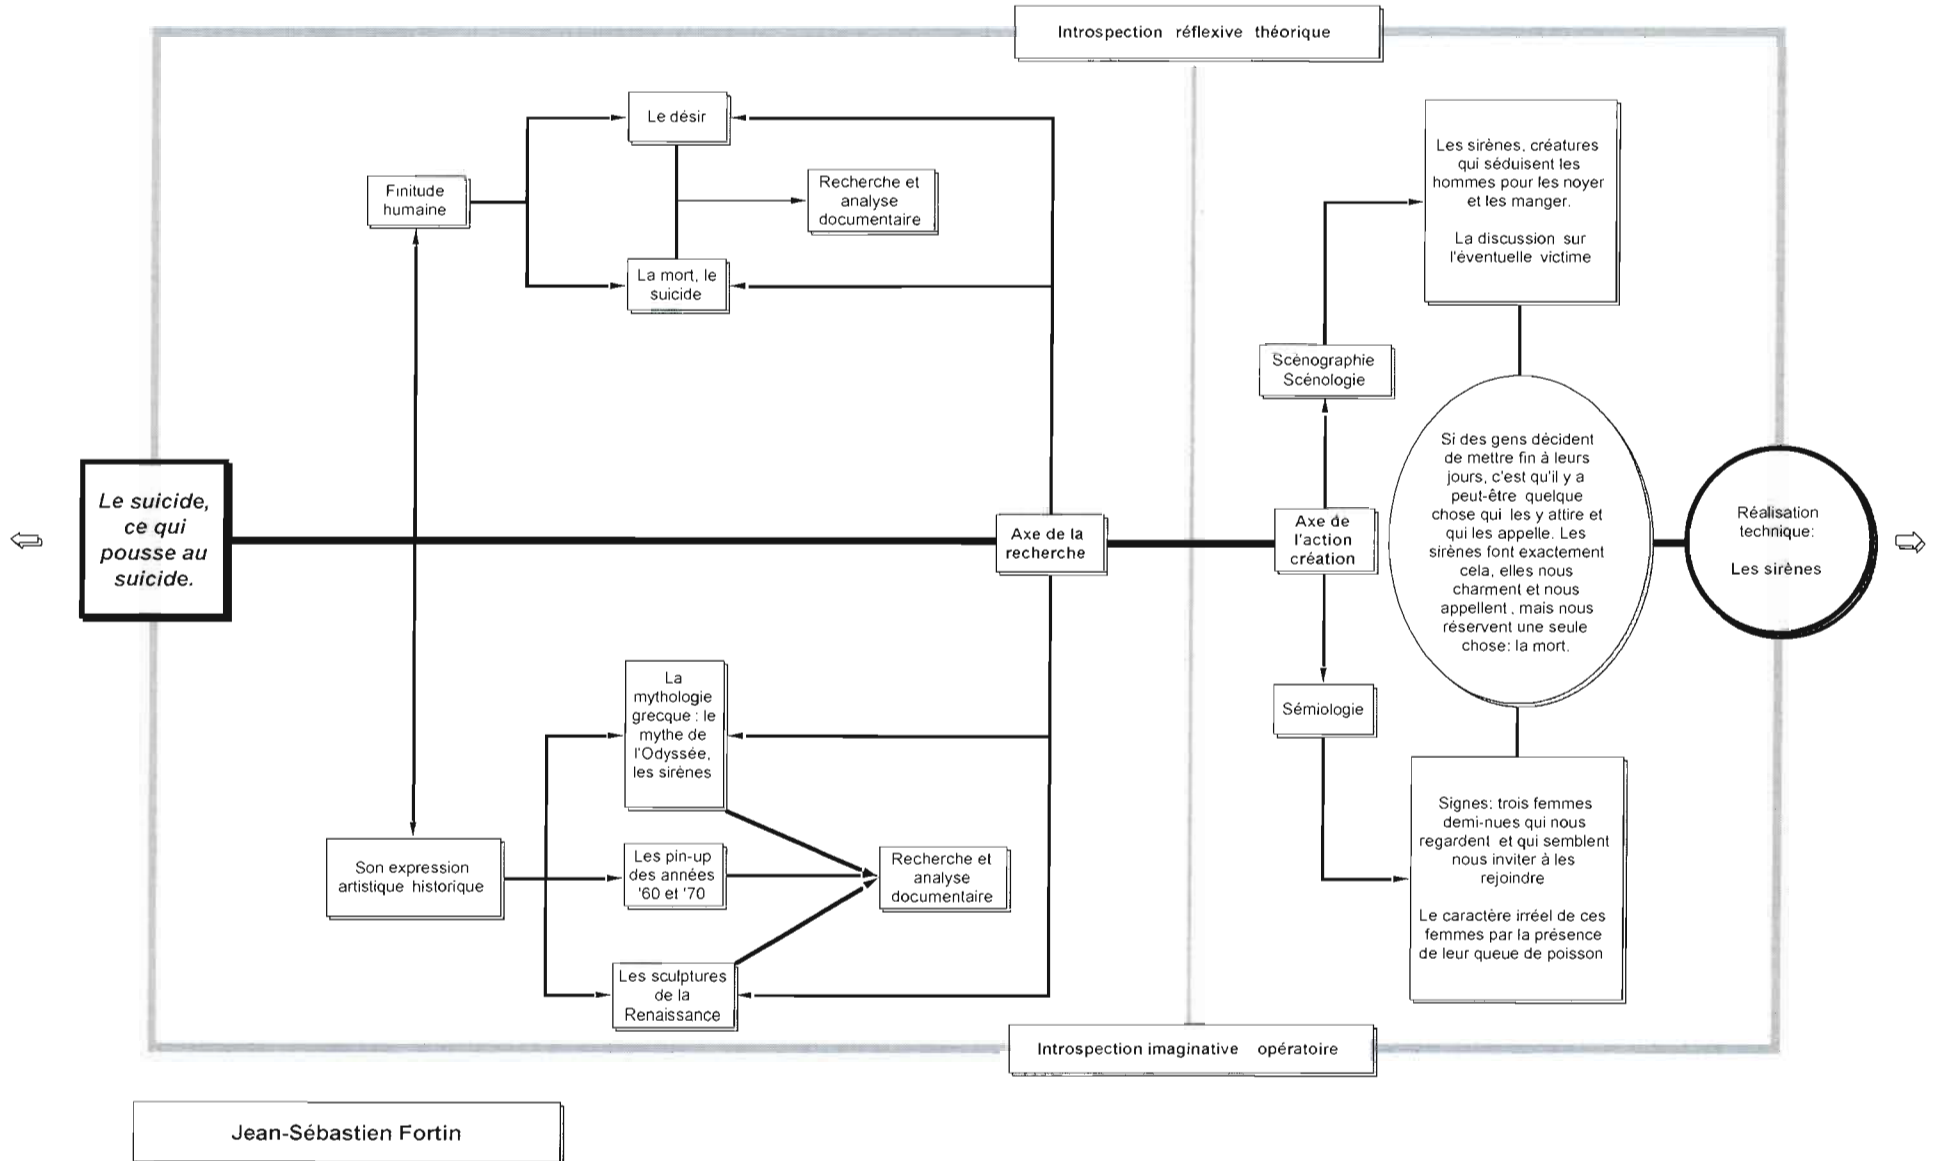 Introspection réflexive théorique
Le désir
Finitude
humaine
Recherche et
analyse
documentaire
La mort, le
suicide
Les sirènes, créatures
qui séduisent les
hommes pour les noyer
et les manger.
La discussion sur
l'éventuelle victime
Scènographie
Scénologie
Le suicide,
ce qui
pousse au
suicide.
Axe de la
recherche
Axe de
l'action
création
Si des gens décident
de mettre fin à leurs
jours, c'est qu'il y a
peut-être quelque
chose qui les y attire et
qui les appelle. Les
sirènes font exactement
cela, elles nous
charment et nous
appellent, mais nous
réservent une seule
chose: la mort.
Réalisation
technique:
Les sirènes
La
mythologie
grecque : le
mythe de
l'Odyssée,
les sirènes
Sémiologie
Son expression
artistique historique
Les pin-up
des années
'60 et '70
Recherche et
analyse
documentaire
Les sculptures
de la
Renaissance
Signes: trois femmes
demi-nues qui nous
regardent et qui semblent
nous inviter à les
rejoindre
Le caractère irréel de ces
femmes par la présence
de leur queue de poisson
Introspection imaginative opératoire
Jean-Sébastien Fortin